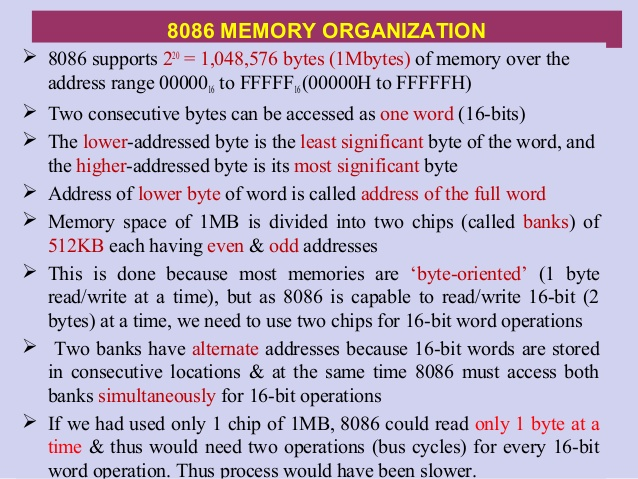 8086 MEMORY ORGANIZATION
➢ 8086 supports 2²⁰ = 1,048,576 bytes (1Mbytes) of memory over the
address range 00000₁₆ to FFFFF₁₆ (00000H to FFFFFH)
➢ Two consecutive bytes can be accessed as one word (16-bits)
➢ The lower-addressed byte is the least significant byte of the word, and
the higher-addressed byte is its most significant byte
➢ Address of lower byte of word is called address of the full word
➢ Memory space of 1MB is divided into two chips (called banks) of
512KB each having even & odd addresses
➢ This is done because most memories are ‘byte-oriented’ (1 byte
read/write at a time), but as 8086 is capable to read/write 16-bit (2
bytes) at a time, we need to use two chips for 16-bit word operations
➢ Two banks have alternate addresses because 16-bit words are stored
in consecutive locations & at the same time 8086 must access both
banks simultaneously for 16-bit operations
➢ If we had used only 1 chip of 1MB, 8086 could read only 1 byte at a
time & thus would need two operations (bus cycles) for every 16-bit
word operation. Thus process would have been slower.